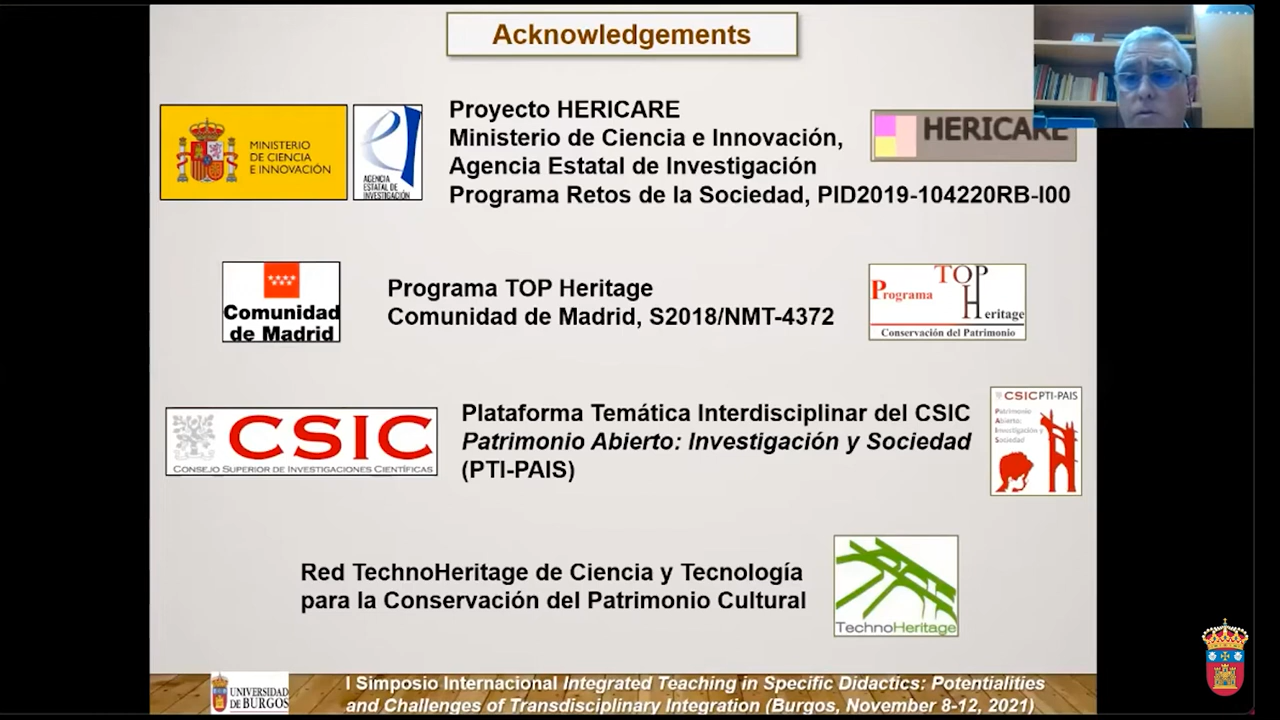 Acknowledgements
MINISTERIO
DE CIENCIA
E INNOVACIÓN
AGENCIA
ESTATAL DE
INVESTIGACIÓN
Proyecto HERICARE
Ministerio de Ciencia e Innovación,
Agencia Estatal de Investigación
Programa Retos de la Sociedad, PID2019-104220RB-I00
HERICARE
Comunidad
de Madrid
Programa TOP Heritage
Comunidad de Madrid, S2018/NMT-4372
TOP
Programa
Heritage
Conservación del Patrimonio
CSIC
CONSEJO SUPERIOR DE INVESTIGACIONES CIENTÍFICAS
Plataforma Temática Interdisciplinar del CSIC
Patrimonio Abierto: Investigación y Sociedad
(PTI-PAIS)
CSIC PTI-PAIS
Patrimonio
Abierto:
Investigación y
Sociedad
Red TechnoHeritage de Ciencia y Tecnología
para la Conservación del Patrimonio Cultural
TechnoHeritage
UNIVERSIDAD
DE BURGOS
I Simposio Internacional Integrated Teaching in Specific Didactics: Potentialities
and Challenges of Transdisciplinary Integration (Burgos, November 8-12, 2021)